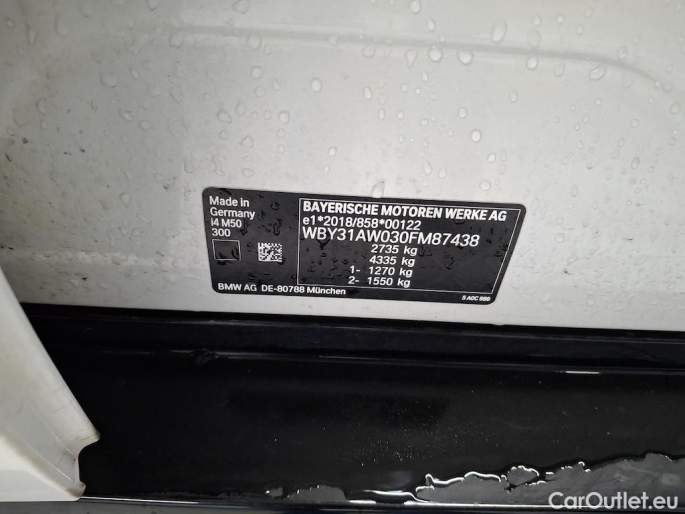 Made in
Germany
i4 M50
300
BAYERISCHE MOTOREN WERKE AG
e1*2018/858*00122
WBY31AW030FM87438
2735 kg
4335 kg
1- 1270 kg
2- 1550 kg
BMW AG DE-80788 München
CarOutlet.eu